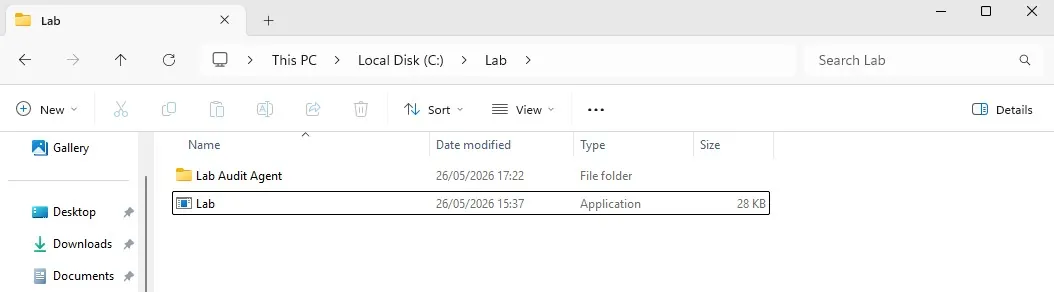 Lab
This PC > Local Disk (C:) > Lab >
Search Lab
New
Sort
View
Details
Gallery
Desktop
Downloads
Documents
Name Date modified Type Size
Lab Audit Agent 26/05/2026 17:22 File folder
Lab 26/05/2026 15:37 Application 28 KB